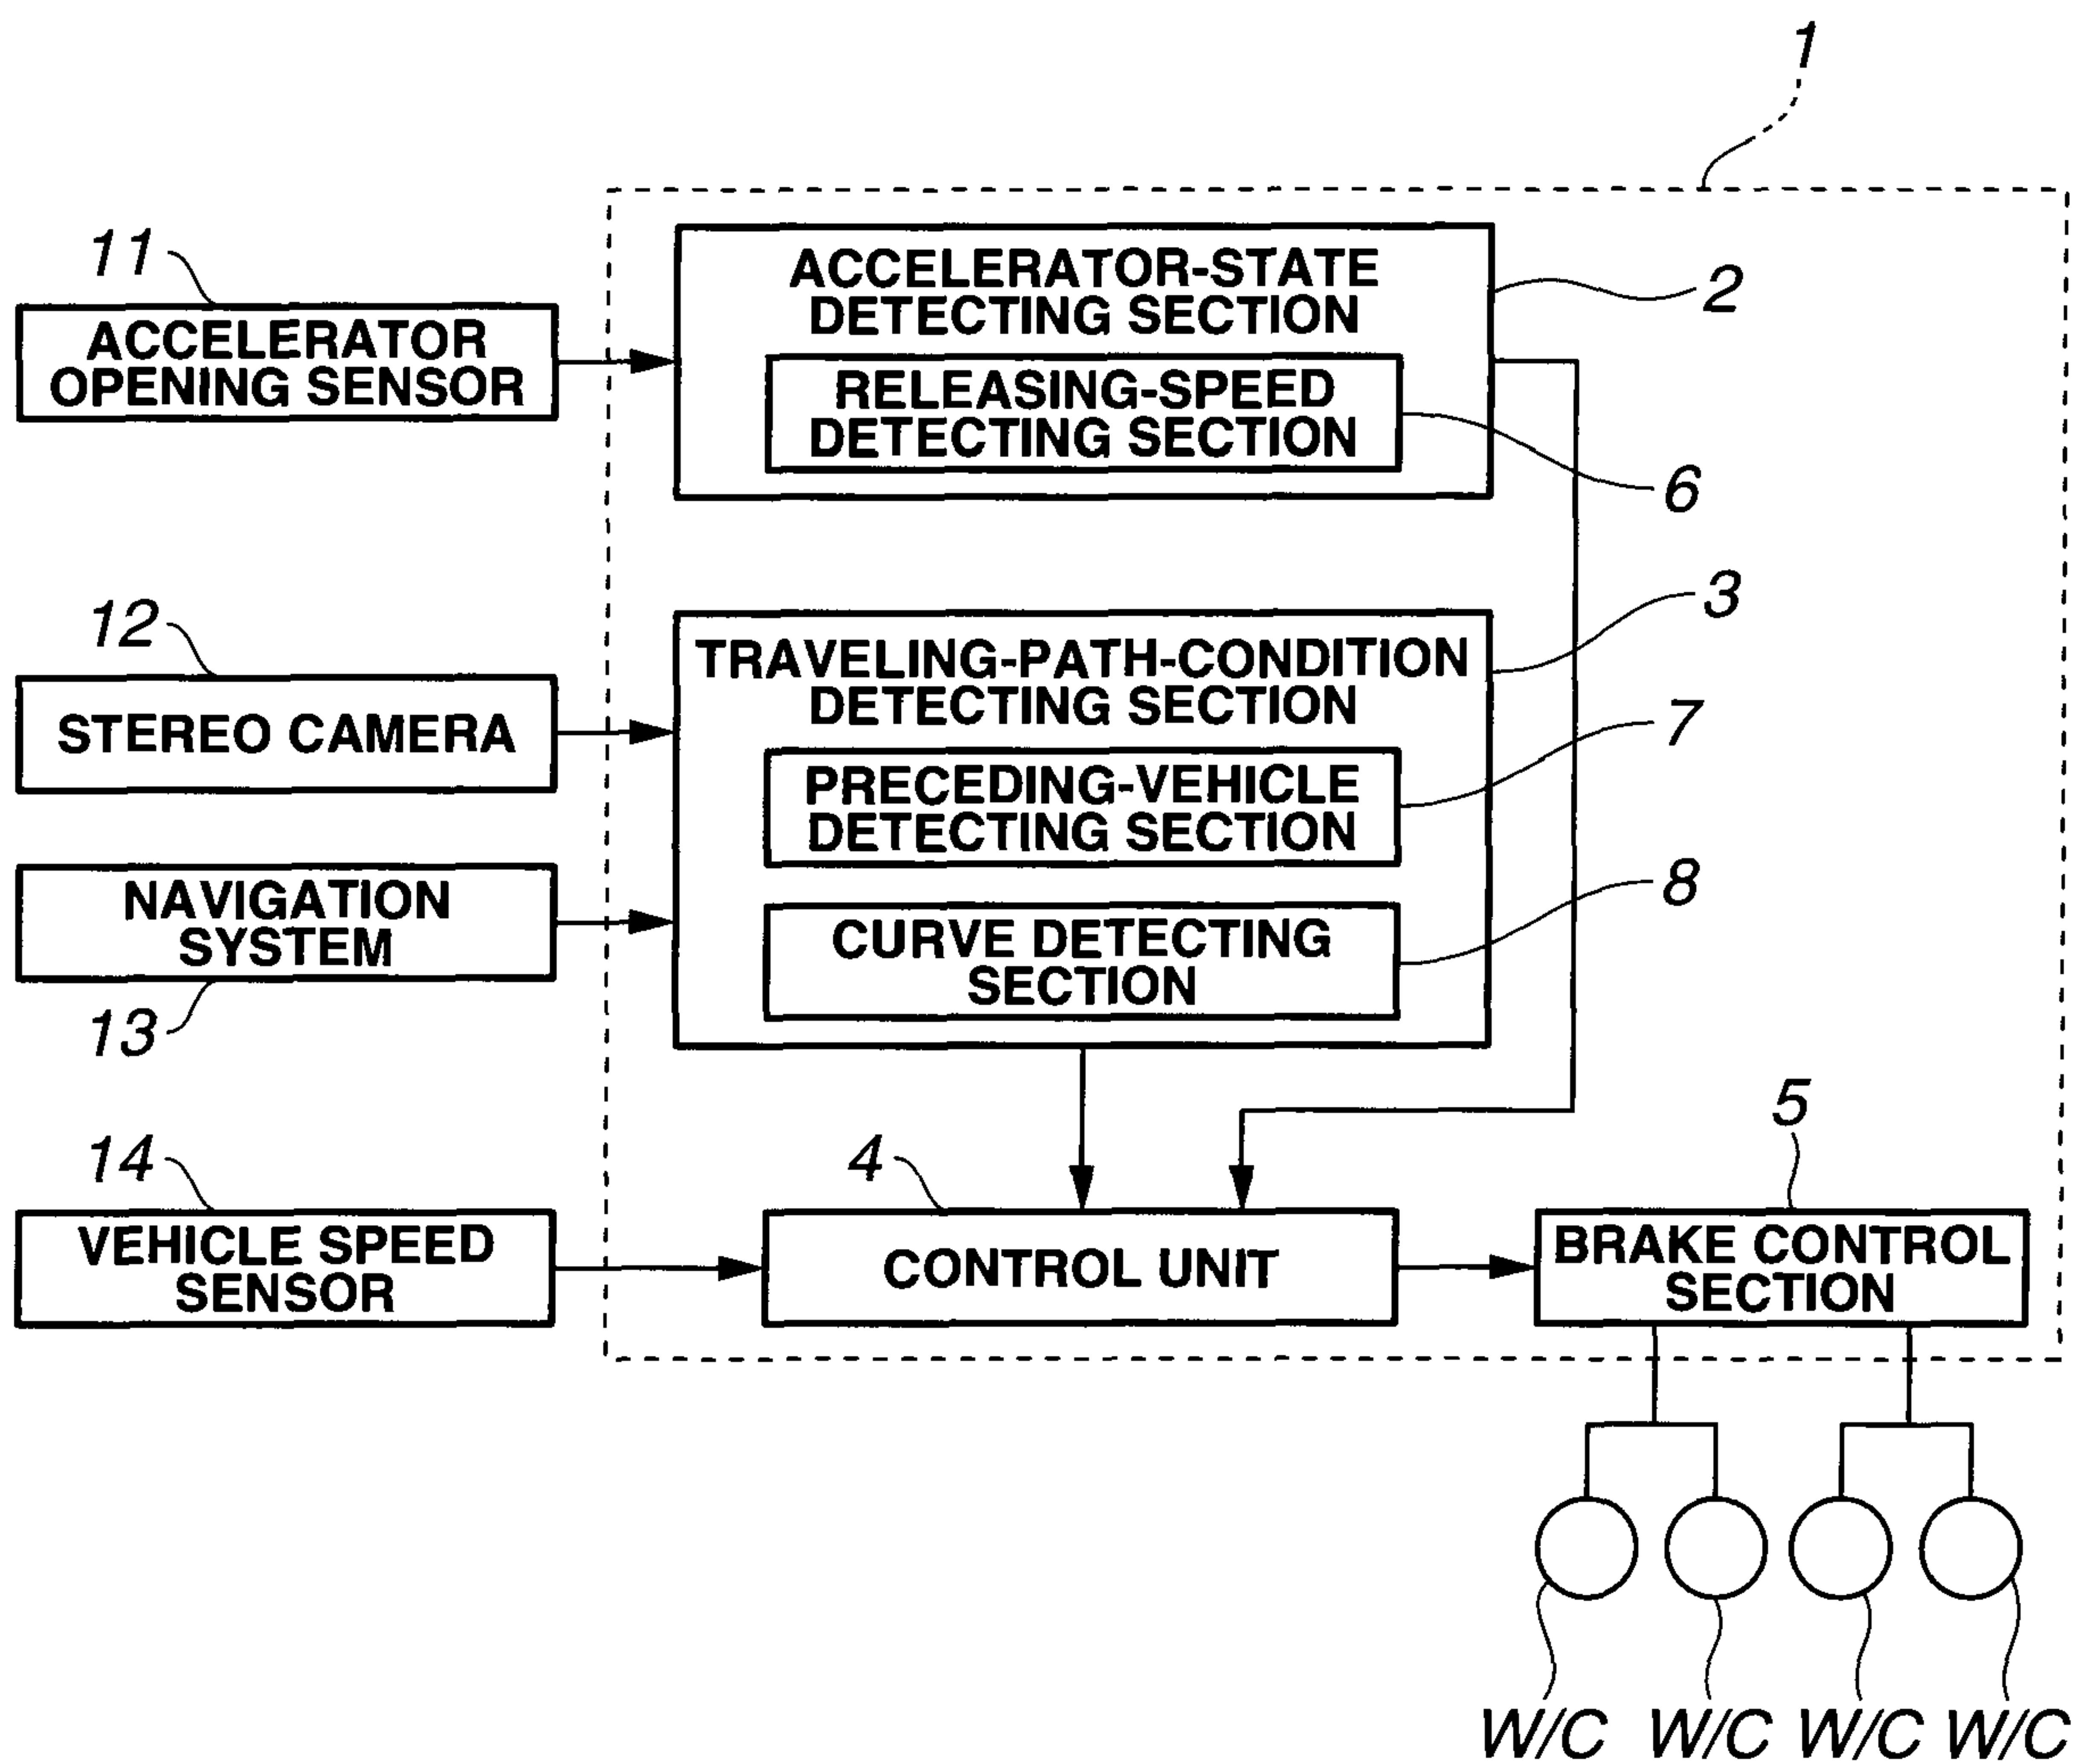 1
11
ACCELERATOR
OPENING SENSOR
ACCELERATOR-STATE
DETECTING SECTION
2
RELEASING-SPEED
DETECTING SECTION
6
12
STEREO CAMERA
TRAVELING-PATH-CONDITION
DETECTING SECTION
3
PRECEDING-VEHICLE
DETECTING SECTION
7
NAVIGATION
SYSTEM
13
CURVE DETECTING
SECTION
8
14
VEHICLE SPEED
SENSOR
4
CONTROL UNIT
5
BRAKE CONTROL
SECTION
W/C W/C W/C W/C